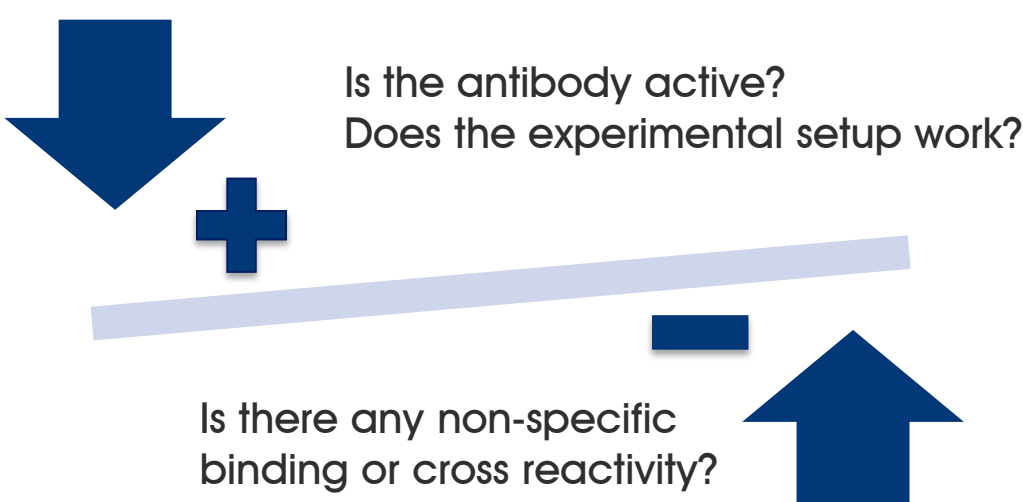 Is the antibody active?
Does the experimental setup work?
Is there any non-specific
binding or cross reactivity?